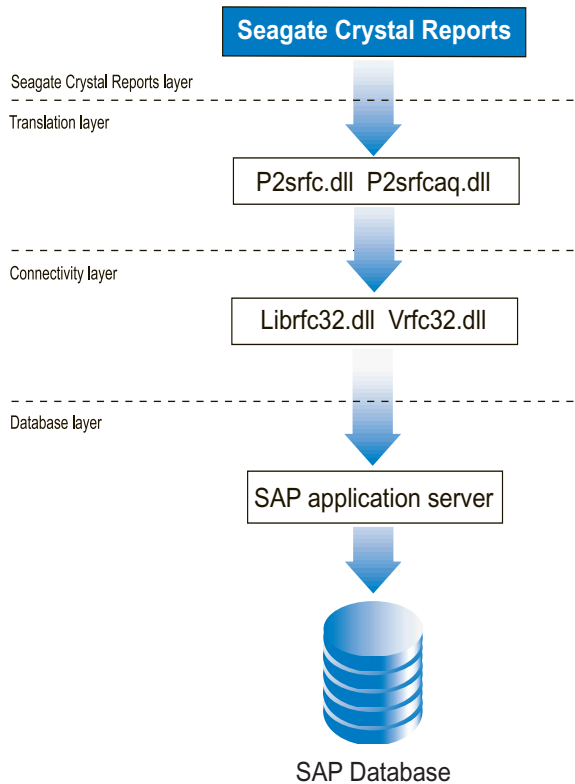 Seagate Crystal Reports
Seagate Crystal Reports layer
Translation layer
P2srfc.dll P2srfcaq.dll
Connectivity layer
Librfc32.dll Vrfc32.dll
Database layer
SAP application server
SAP Database